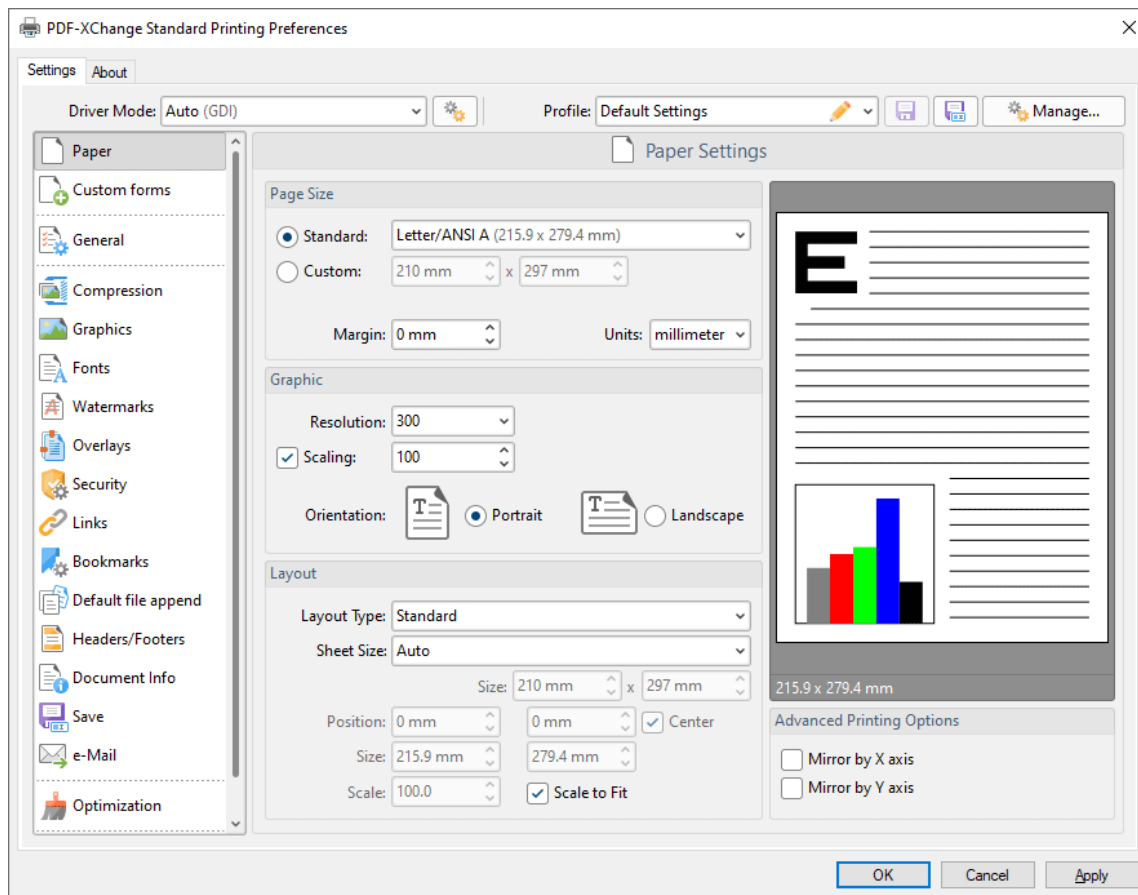 PDF-XChange Standard Printing Preferences
Settings About
Driver Mode: Auto (GDI) Profile: Default Settings Manage...
Paper
Custom forms
General
Compression
Graphics
Fonts
Watermarks
Overlays
Security
Links
Bookmarks
Default file append
Headers/Footers
Document Info
Save
e-Mail
Optimization
Paper Settings
Page Size
Standard: Letter/ANSI A (215.9 x 279.4 mm)
Custom: 210 mm x 297 mm
Margin: 0 mm Units: millimeter
Graphic
Resolution: 300
Scaling: 100
Orientation: T Portrait T Landscape
Layout
Layout Type: Standard
Sheet Size: Auto
Size: 210 mm x 297 mm
Position: 0 mm 0 mm Center
Size: 215.9 mm 279.4 mm
Scale: 100.0 Scale to Fit
E
215.9 x 279.4 mm
Advanced Printing Options
Mirror by X axis
Mirror by Y axis
OK Cancel Apply